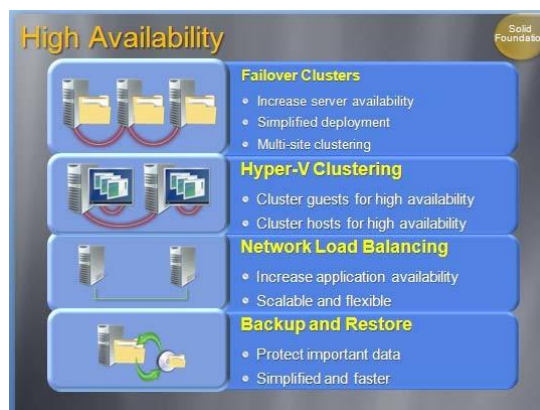 High Availability
Solid
Foundatio
Failover Clusters
Increase server availability
Simplified deployment
Multi-site clustering
Hyper-V Clustering
Cluster guests for high availability
Cluster hosts for high availability
Network Load Balancing
Increase application availability
Scalable and flexible
Backup and Restore
Protect important data
Simplified and faster